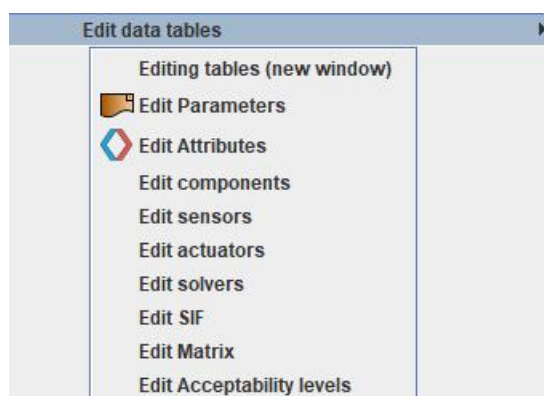 Edit data tables
Editing tables (new window)
Edit Parameters
Edit Attributes
Edit components
Edit sensors
Edit actuators
Edit solvers
Edit SIF
Edit Matrix
Edit Acceptability levels